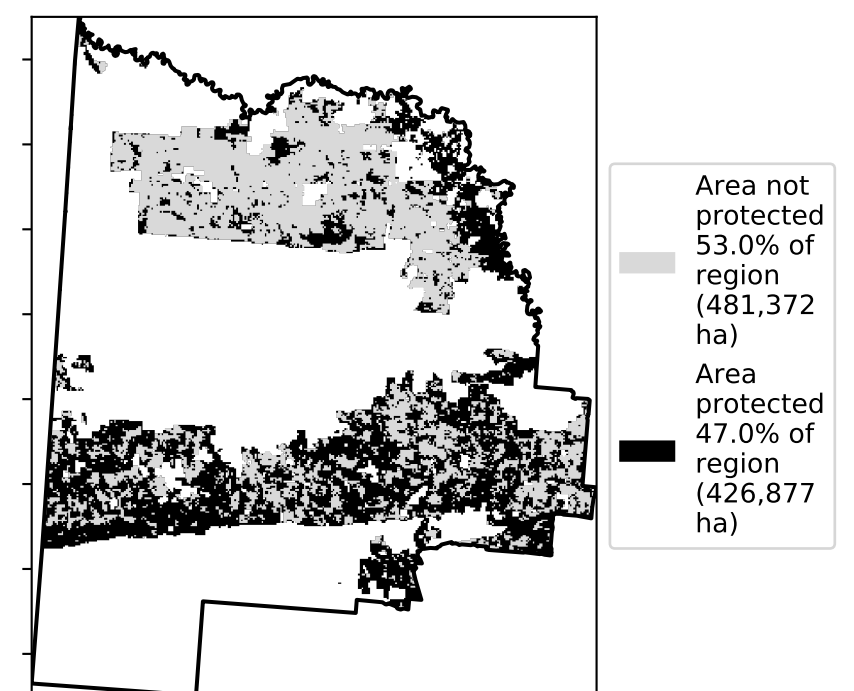 Area not
protected
53.0% of
region
(481,372
ha)
Area
protected
47.0% of
region
(426,877
ha)